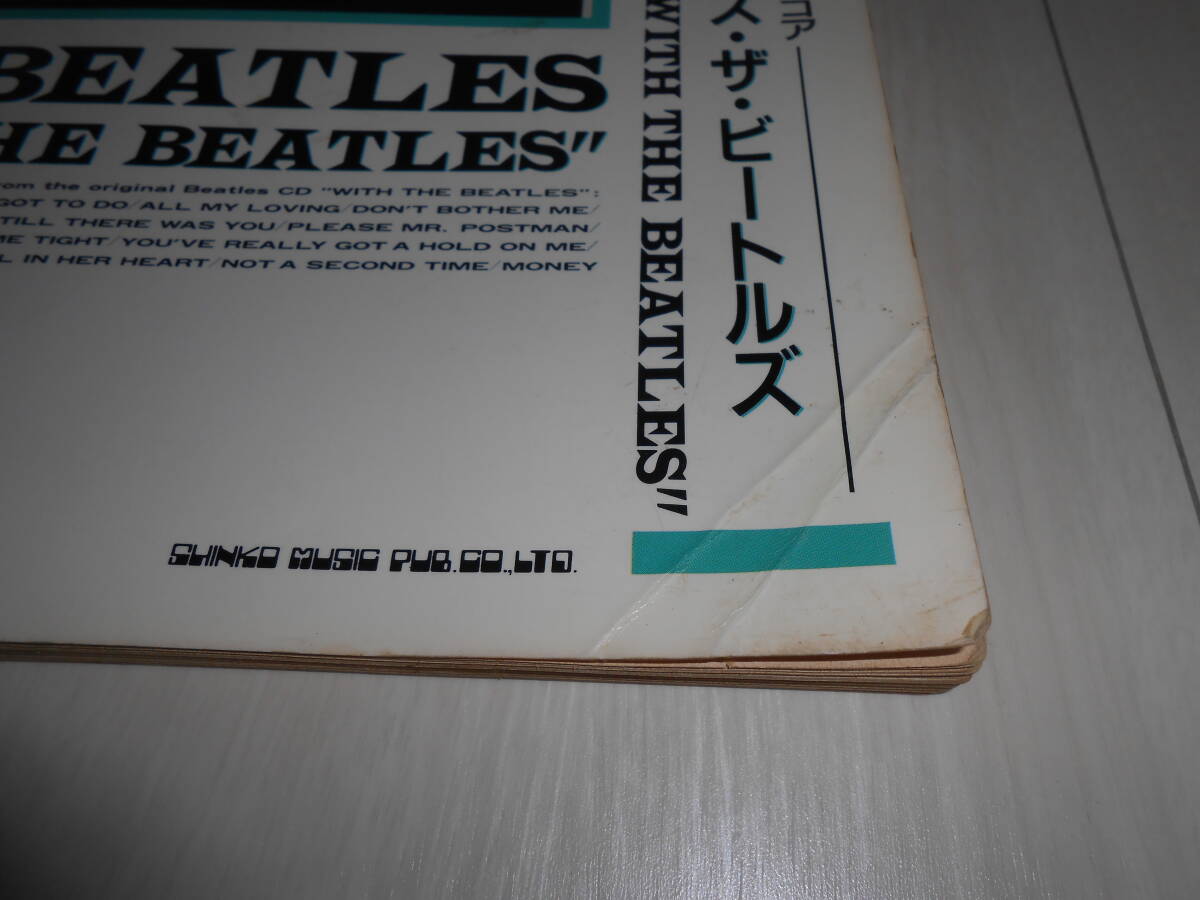 BEATLES
HE BEATLES"
rom the original Beatles CD "WITH THE BEATLES":
GOT TO DO/ALL MY LOVING/DON'T BOTHER ME/
TILL THERE WAS YOU/PLEASE MR. POSTMAN/
ME TIGHT/YOU'VE REALLY GOT A HOLD ON ME/
L IN HER HEART/NOT A SECOND TIME/MONEY
SHINKO MUSIC PUB.CO.,LTD.
WITH THE BEATLES"
ス・ザ・ビートルズ
コア